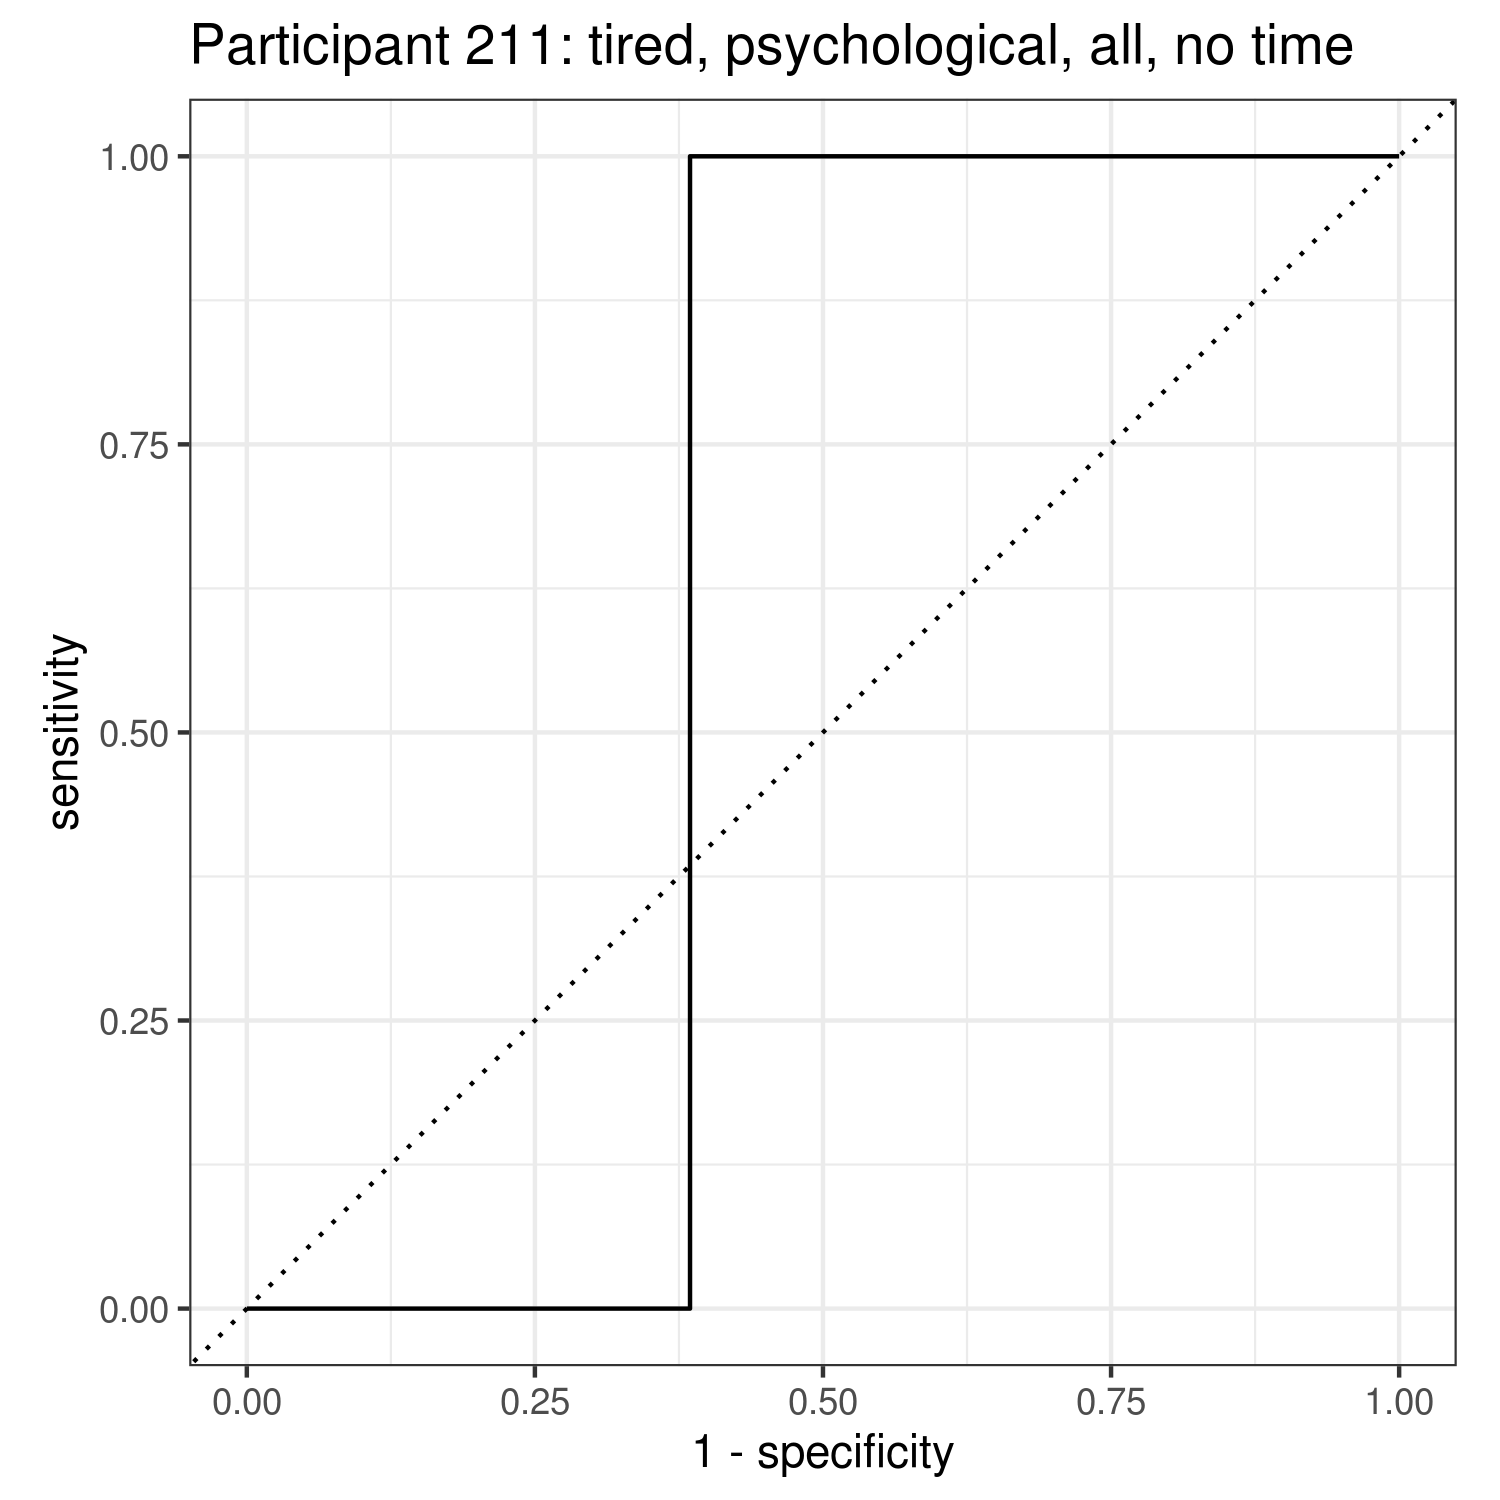 Participant 211: tired, psychological, all, no time
1.00
0.75
0.50
0.25
0.00
sensitivity
0.00 0.25 0.50 0.75 1.00
1 - specificity